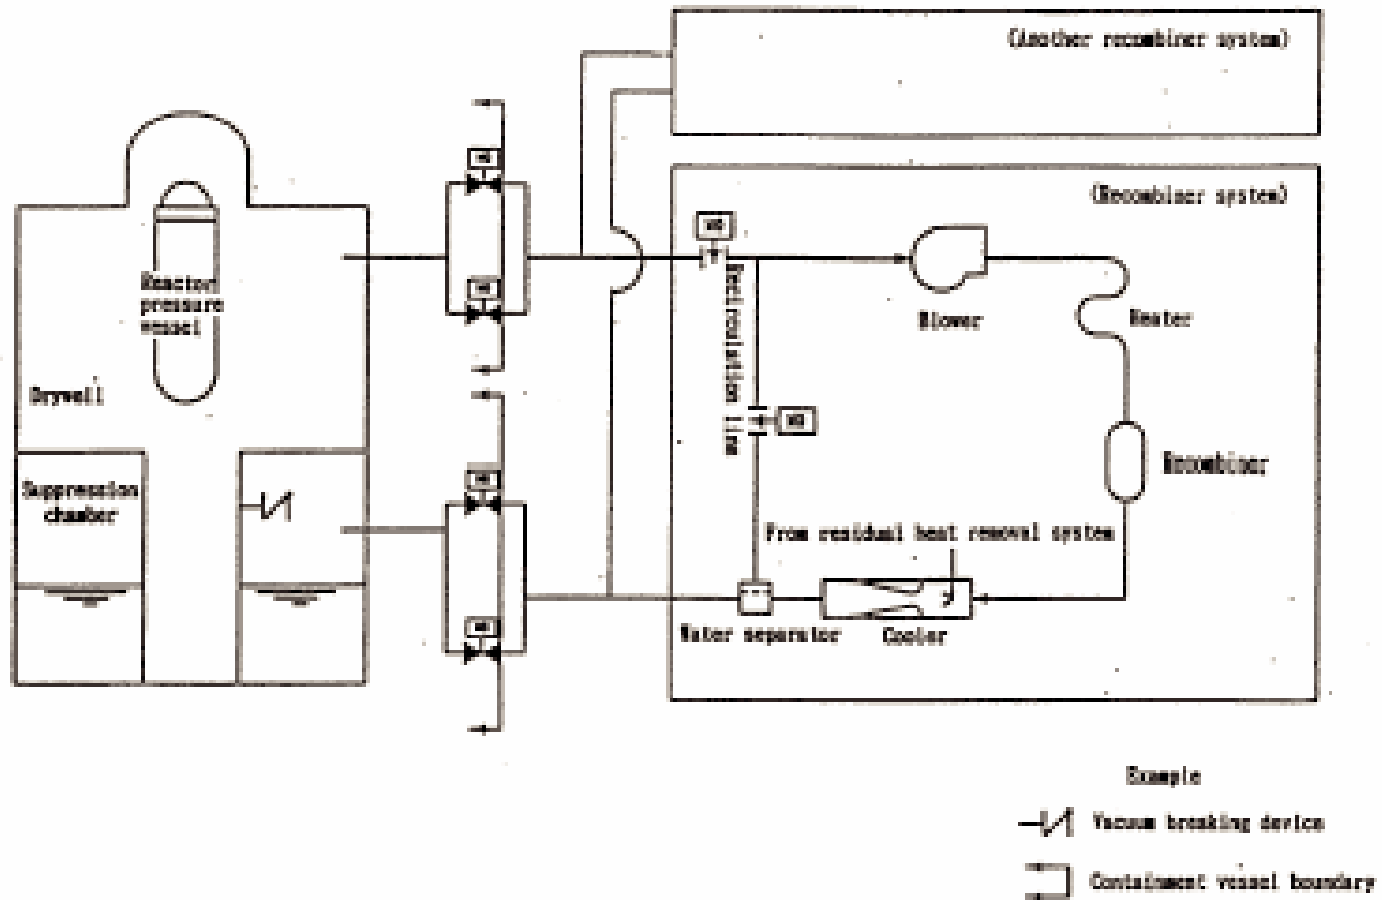 (Another recombiner system)
(Recombiner system)
MO
MO
MO
Reactor
pressure
vessel
Blower
Heater
Recirculation line
Drywell
MO
Recombiner
MO
Suppression
chamber
From residual heat removal system
MO
Water separator
Cooler
Example
Vacuum breaking device
Containment vessel boundary